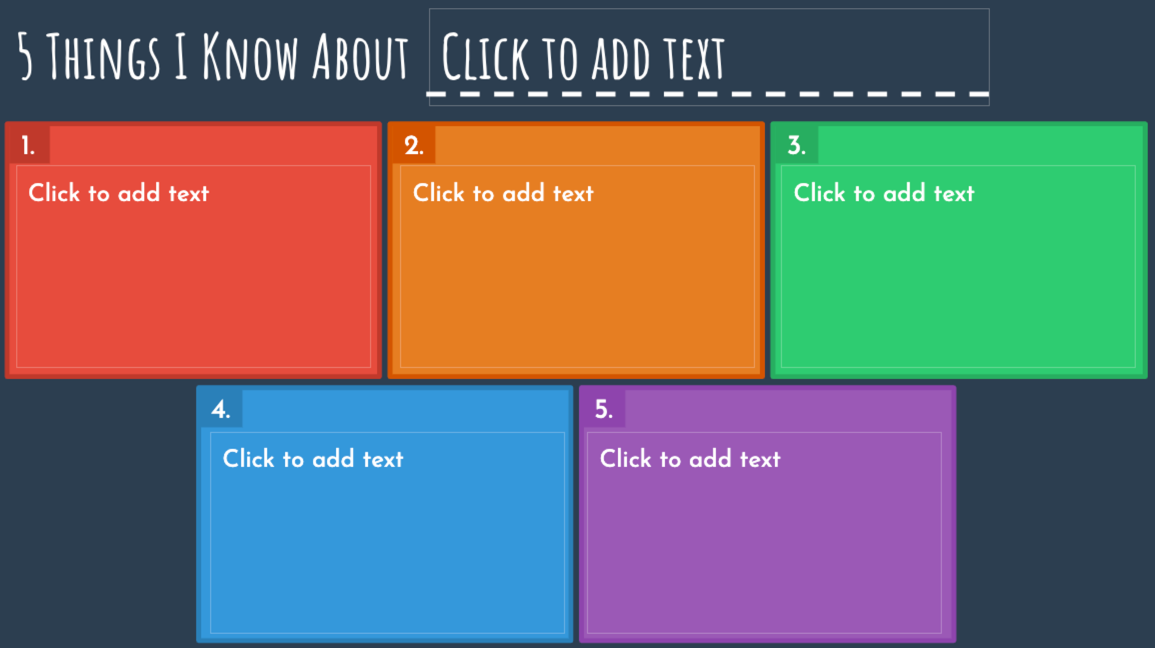 5 Things I Know About Click to add text
1.
Click to add text
2.
Click to add text
3.
Click to add text
4.
Click to add text
5.
Click to add text